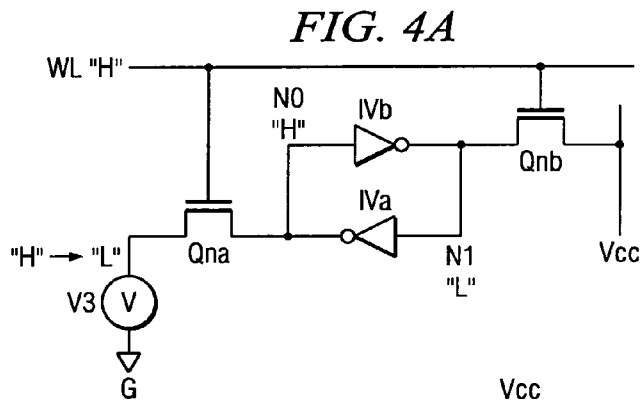 FIG. 4A
WL "H"
N0
"H"
IVb
Qnb
IVa
Qna
N1
"L"
Vcc
"H" → "L"
V3
V
G
Vcc